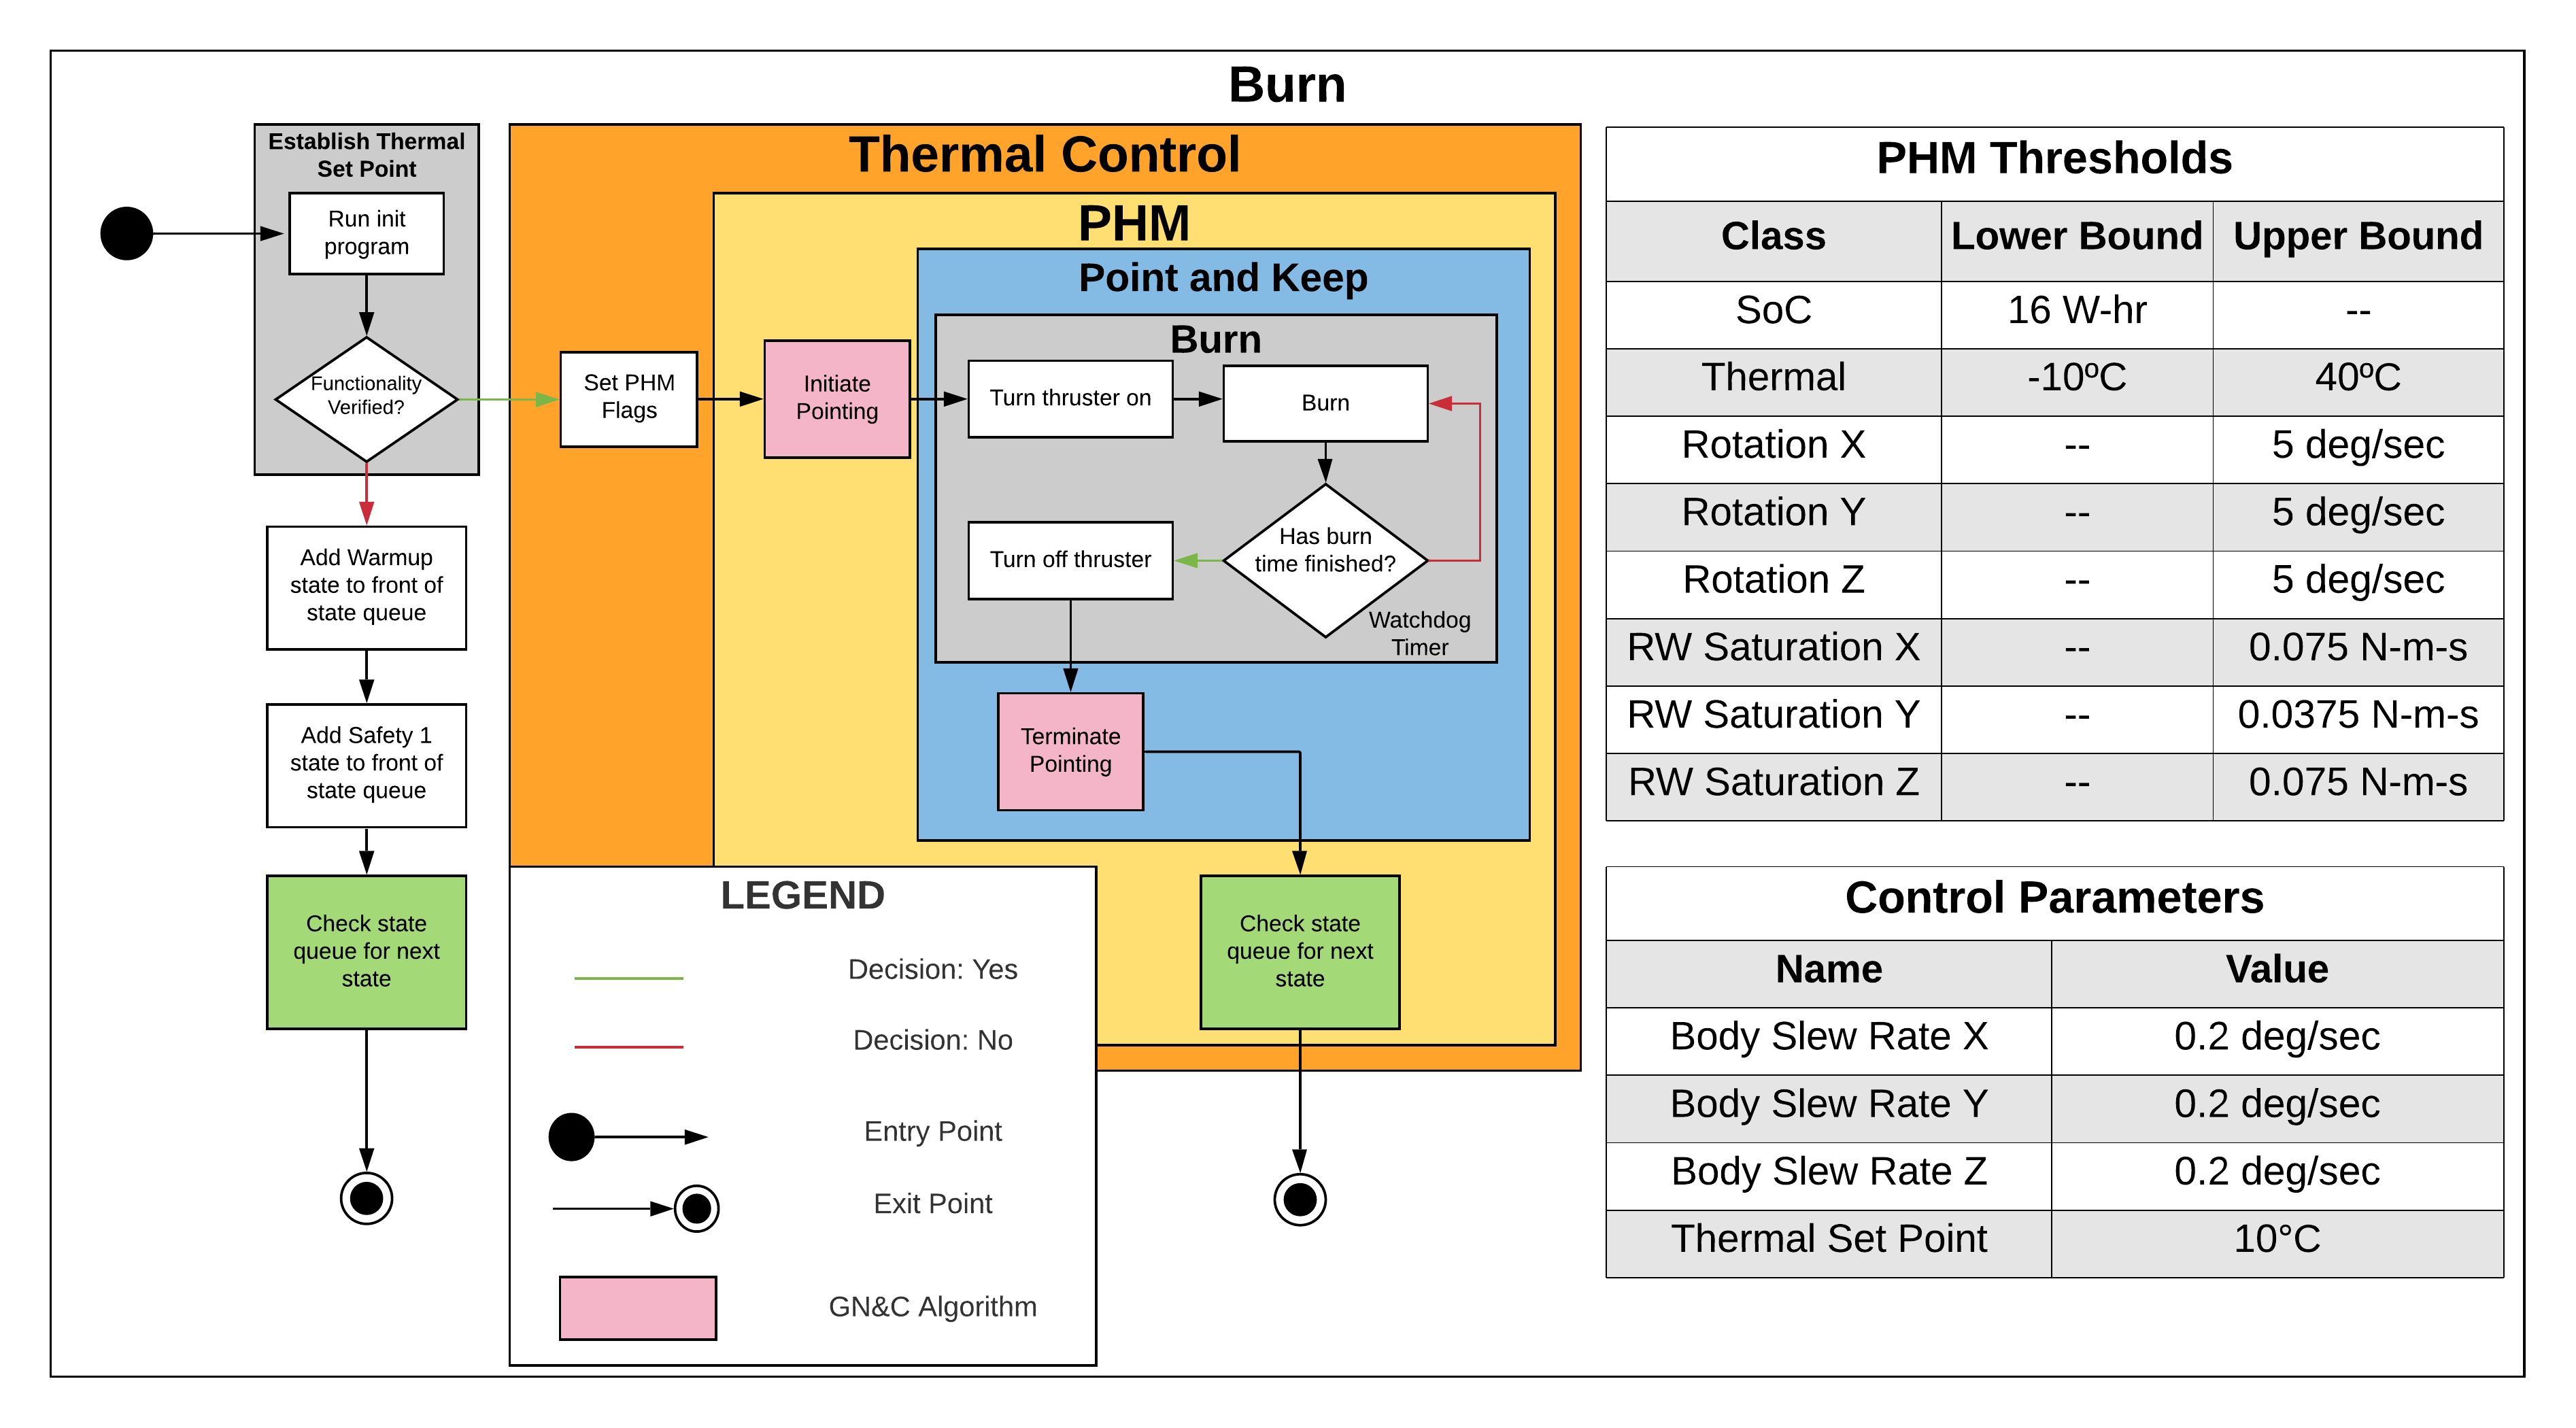 Burn
Establish Thermal
Set Point
Run init
program
Functionality
Verified?
Add Warmup
state to front of
state queue
Add Safety 1
state to front of
state queue
Check state
queue for next
state
Thermal Control
Set PHM
Flags
PHM
Initiate
Pointing
Point and Keep
Burn
Turn thruster on
Burn
Has burn
time finished?
Turn off thruster
Watchdog
Timer
Terminate
Pointing
Check state
queue for next
state
LEGEND
Decision: Yes
Decision: No
Entry Point
Exit Point
GN&C Algorithm
PHM Thresholds
Class Lower Bound Upper Bound
SoC 16 W-hr --
Thermal -10ºC 40ºC
Rotation X -- 5 deg/sec
Rotation Y -- 5 deg/sec
Rotation Z -- 5 deg/sec
RW Saturation X -- 0.075 N-m-s
RW Saturation Y -- 0.0375 N-m-s
RW Saturation Z -- 0.075 N-m-s
Control Parameters
Name Value
Body Slew Rate X 0.2 deg/sec
Body Slew Rate Y 0.2 deg/sec
Body Slew Rate Z 0.2 deg/sec
Thermal Set Point 10°C